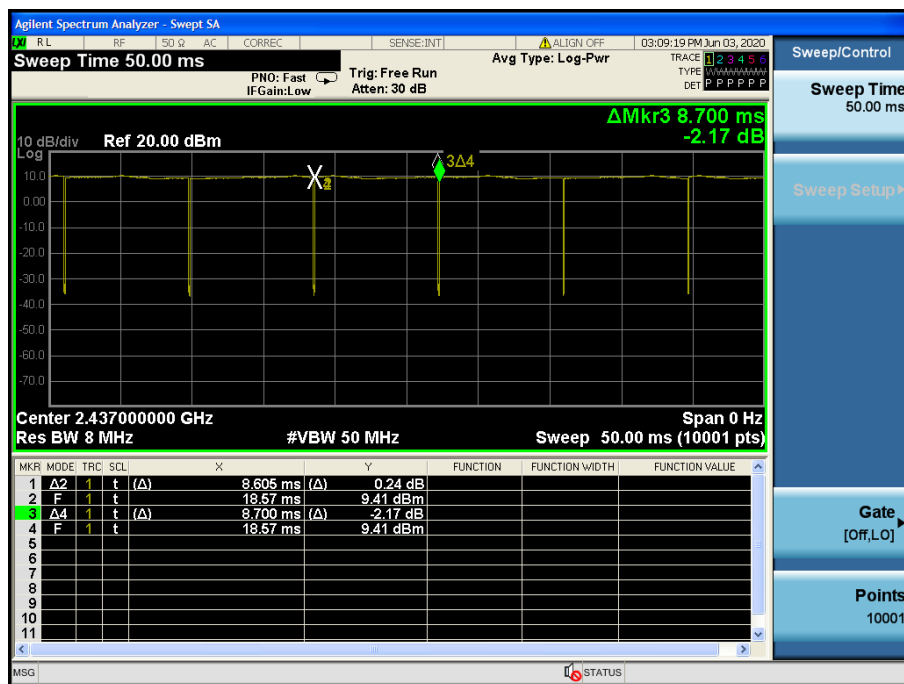 Agilent Spectrum Analyzer - Swept SA
LXI RL RF 50 Ω AC CORREC SENSE:INT ALIGN OFF 03:09:19 PM Jun 03, 2020
Sweep Time 50.00 ms
PNO: Fast
IFGain:Low
Trig: Free Run
Atten: 30 dB
Avg Type: Log-Pwr
TRACE 1 2 3 4 5 6
TYPE WWWWWW
DET P P P P P P
ΔMkr3 8.700 ms
-2.17 dB
10 dB/div Ref 20.00 dBm
Log
10.0
0.00
-10.0
-20.0
-30.0
-40.0
-50.0
-60.0
-70.0
2
3Δ4
Center 2.437000000 GHz Span 0 Hz
Res BW 8 MHz #VBW 50 MHz Sweep 50.00 ms (10001 pts)
MKR MODE TRC SCL X Y FUNCTION FUNCTION WIDTH FUNCTION VALUE
1 Δ2 1 t (Δ) 8.605 ms (Δ) 0.24 dB
2 F 1 t 18.57 ms 9.41 dBm
3 Δ4 1 t (Δ) 8.700 ms (Δ) -2.17 dB
4 F 1 t 18.57 ms 9.41 dBm
5
6
7
8
9
10
11
MSG STATUS
Sweep/Control
Sweep Time
50.00 ms
Sweep Setup
Gate
[Off,LO]
Points
10001